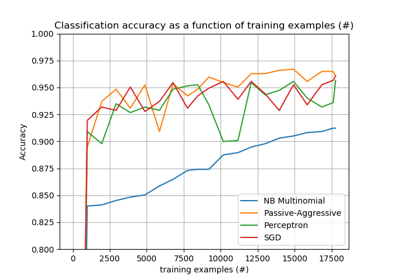 Classification accuracy as a function of training examples (#)
1.000
0.975
0.950
0.925
0.900
0.875
0.850
0.825
0.800
Accuracy
NB Multinomial
Passive-Aggressive
Perceptron
SGD
0 2500 5000 7500 10000 12500 15000 17500
training examples (#)